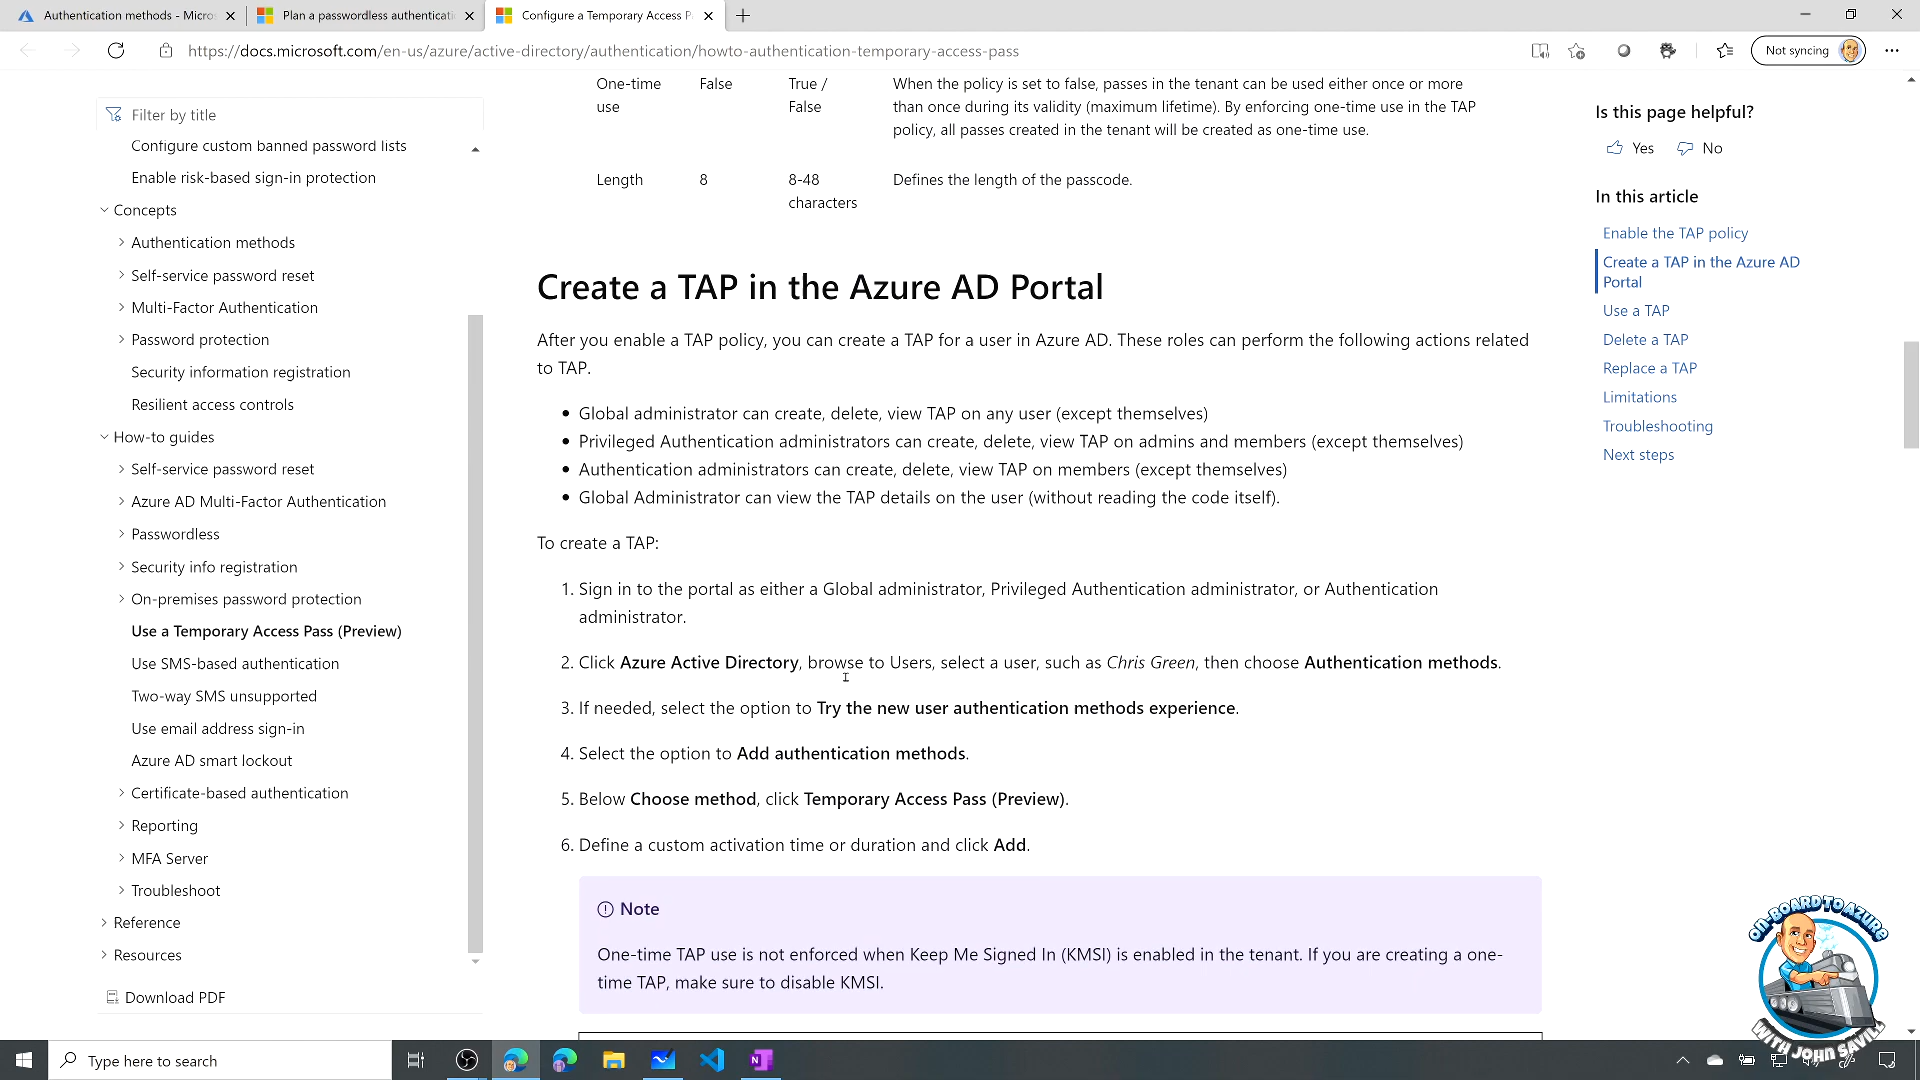 Authentication methods - Micros
Plan a passwordless authenticati
Configure a Temporary Access P
https://docs.microsoft.com/en-us/azure/active-directory/authentication/howto-authentication-temporary-access-pass
Not syncing
Filter by title
Configure custom banned password lists
Enable risk-based sign-in protection
Concepts
Authentication methods
Self-service password reset
Multi-Factor Authentication
Password protection
Security information registration
Resilient access controls
How-to guides
Self-service password reset
Azure AD Multi-Factor Authentication
Passwordless
Security info registration
On-premises password protection
Use a Temporary Access Pass (Preview)
Use SMS-based authentication
Two-way SMS unsupported
Use email address sign-in
Azure AD smart lockout
Certificate-based authentication
Reporting
MFA Server
Troubleshoot
Reference
Resources
Download PDF
One-time use
False
True / False
When the policy is set to false, passes in the tenant can be used either once or more
than once during its validity (maximum lifetime). By enforcing one-time use in the TAP
policy, all passes created in the tenant will be created as one-time use.
Length
8
8-48 characters
Defines the length of the passcode.
Create a TAP in the Azure AD Portal
After you enable a TAP policy, you can create a TAP for a user in Azure AD. These roles can perform the following actions related
to TAP.
• Global administrator can create, delete, view TAP on any user (except themselves)
• Privileged Authentication administrators can create, delete, view TAP on admins and members (except themselves)
• Authentication administrators can create, delete, view TAP on members (except themselves)
• Global Administrator can view the TAP details on the user (without reading the code itself).
To create a TAP:
1. Sign in to the portal as either a Global administrator, Privileged Authentication administrator, or Authentication
administrator.
2. Click Azure Active Directory, browse to Users, select a user, such as Chris Green, then choose Authentication methods.
3. If needed, select the option to Try the new user authentication methods experience.
4. Select the option to Add authentication methods.
5. Below Choose method, click Temporary Access Pass (Preview).
6. Define a custom activation time or duration and click Add.
Note
One-time TAP use is not enforced when Keep Me Signed In (KMSI) is enabled in the tenant. If you are creating a one-
time TAP, make sure to disable KMSI.
Is this page helpful?
Yes
No
In this article
Enable the TAP policy
Create a TAP in the Azure AD
Portal
Use a TAP
Delete a TAP
Replace a TAP
Limitations
Troubleshooting
Next steps
ON-BOARD TO AZURE
WITH JOHN SAVILL
Type here to search